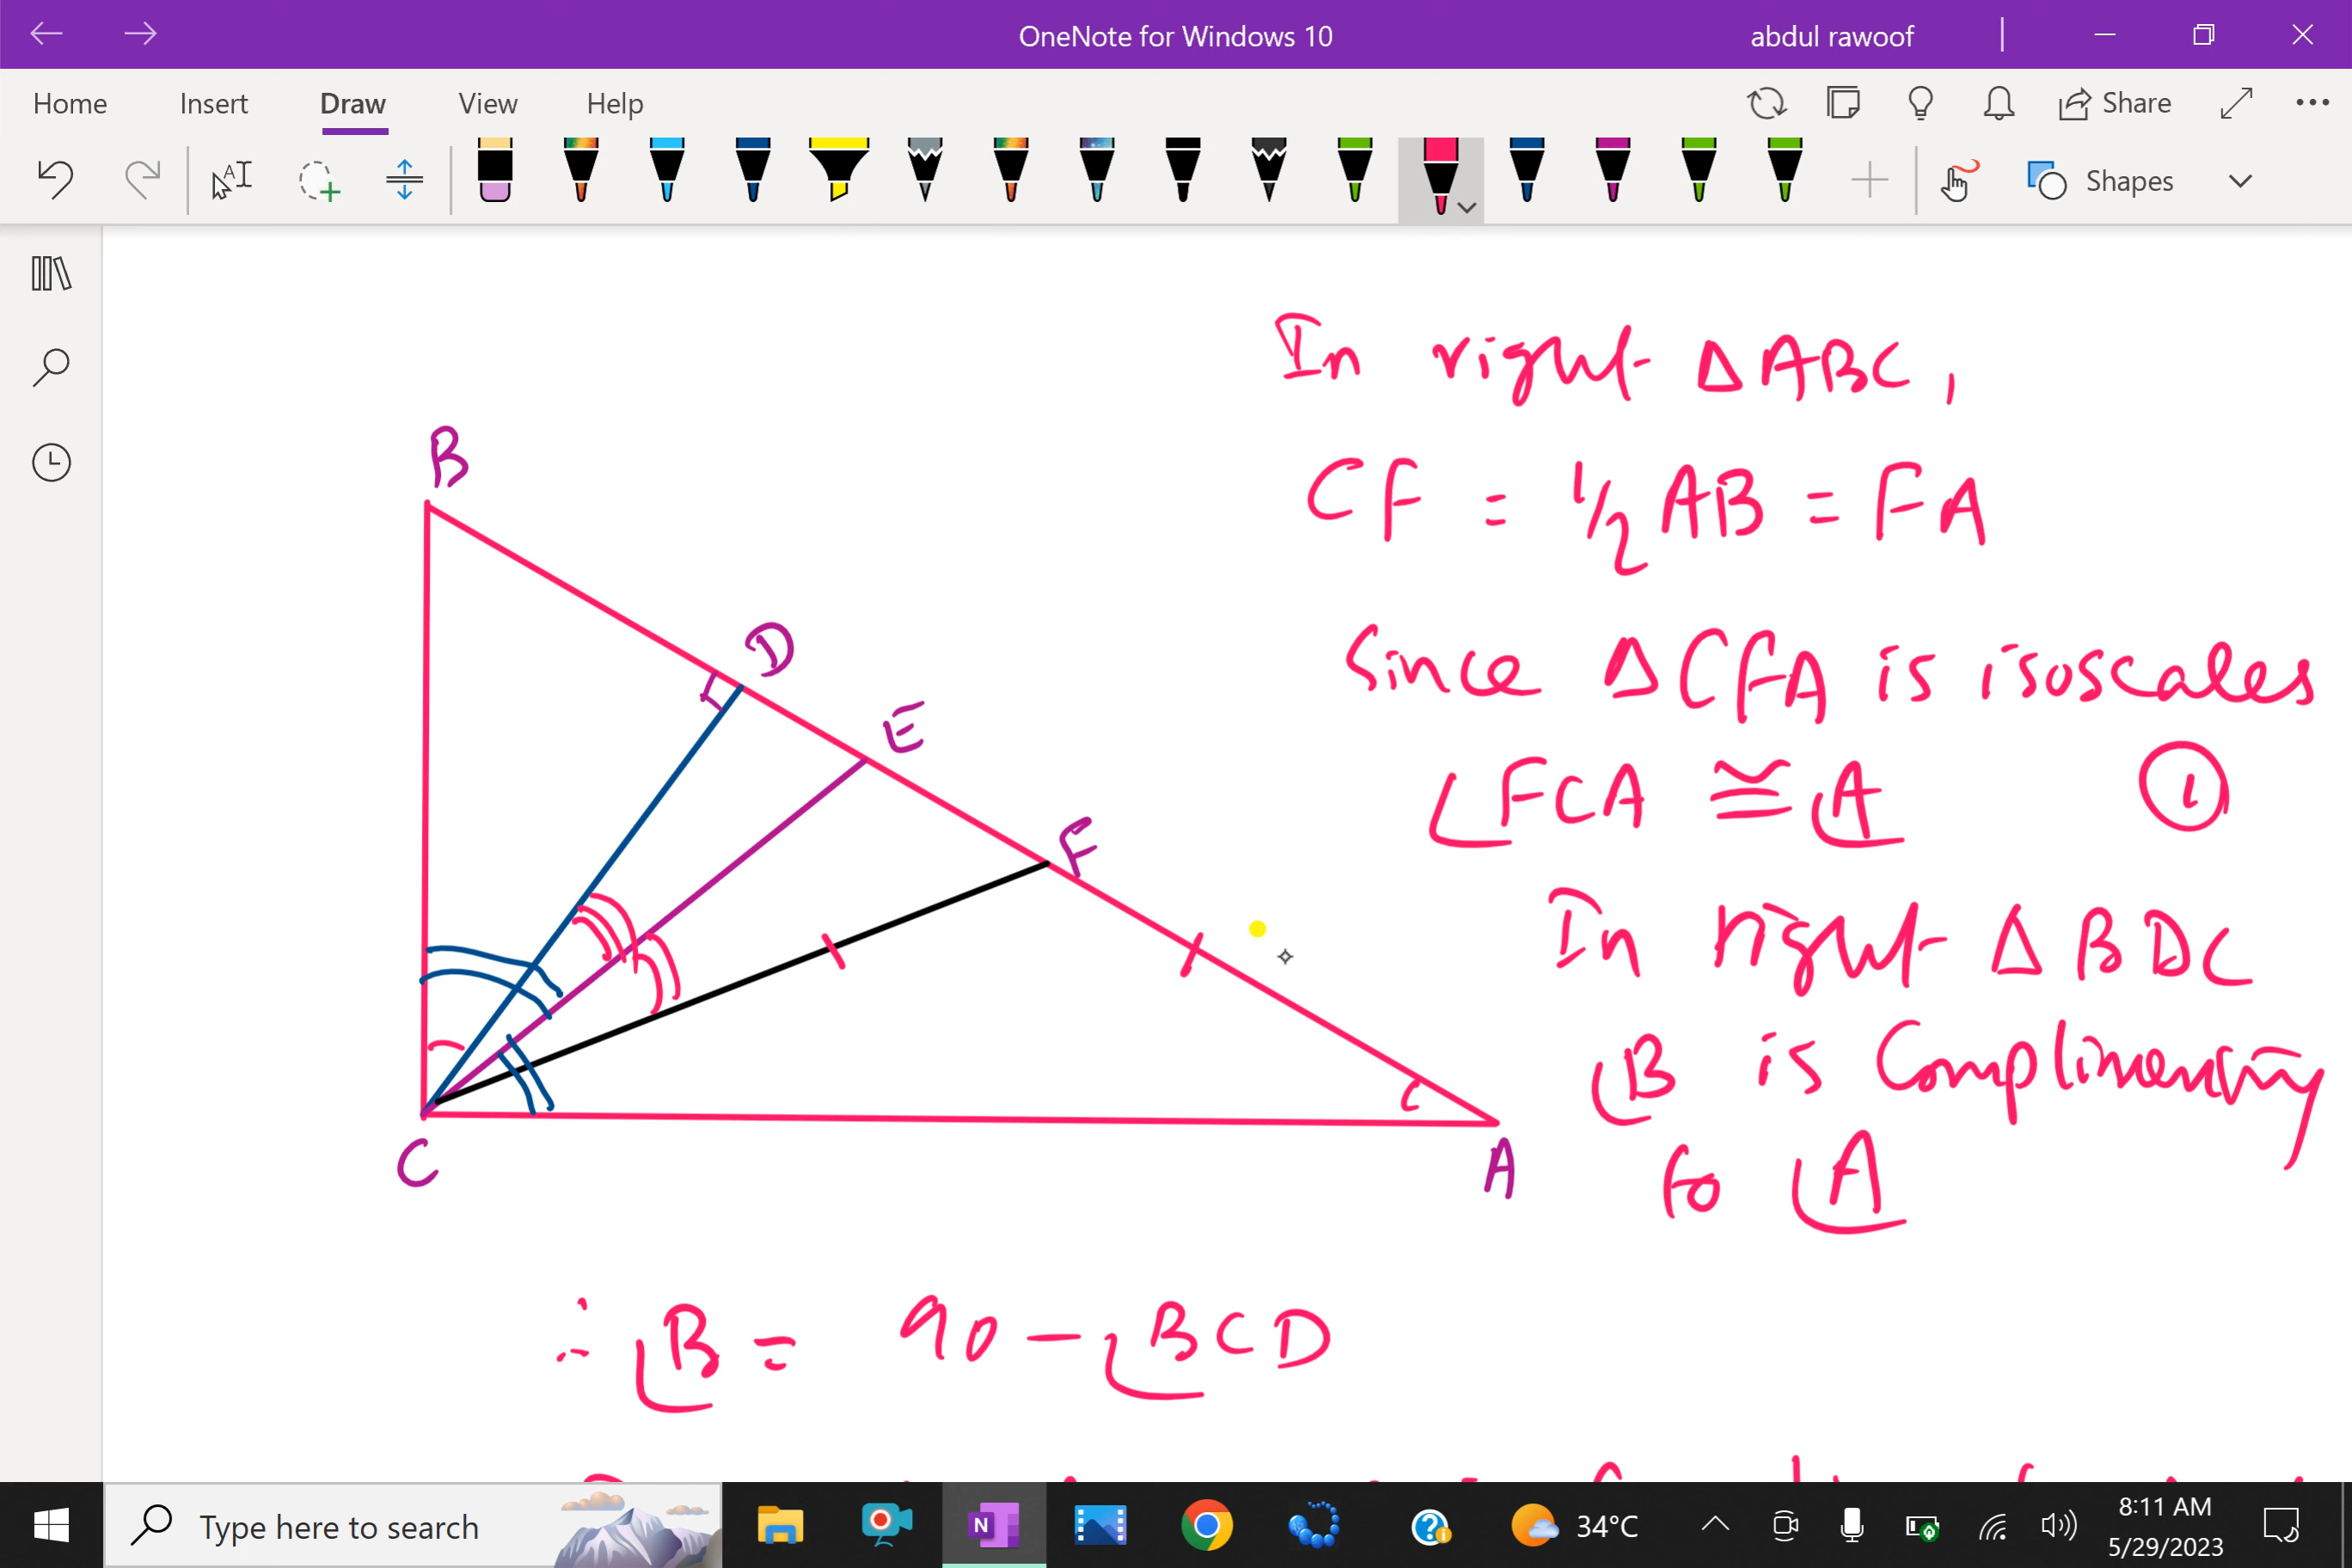 OneNote for Windows 10
abdul rawoof
Home Insert Draw View Help
Share
Shapes
In right ΔABC,
CF = 1/2 AB = FA
Since ΔCFA is isoscales
∠FCA ≅ ∠A 1
In right Δ BDC
∠B is Complimentary
to ∠A
∴ ∠B = 90 - ∠BCD
B
D
E
F
C
A
Type here to search
N
34°C
8:11 AM
5/29/2023